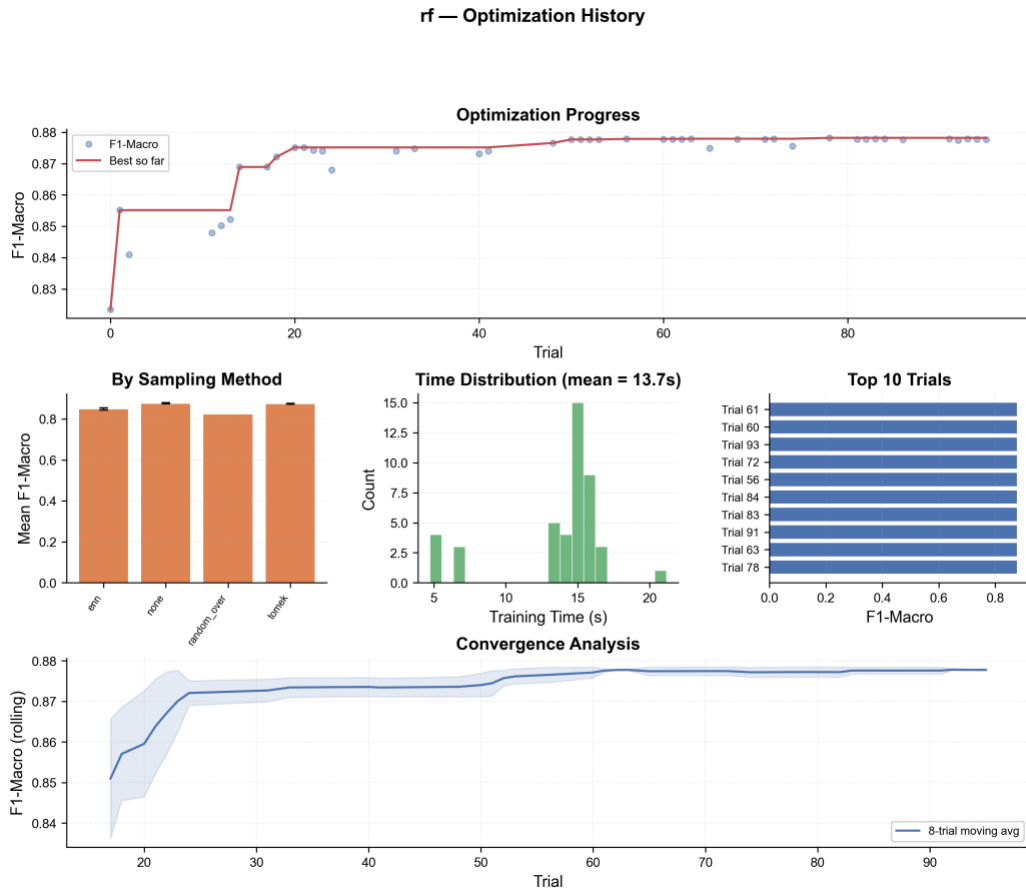 rf — Optimization History
Optimization Progress
F1-Macro
Best so far
0.88
0.87
0.86
0.85
0.84
0.83
F1-Macro
0
20
40
60
80
Trial
By Sampling Method
0.8
0.6
0.4
0.2
0.0
Mean F1-Macro
enn
none
random_over
tomek
Time Distribution (mean = 13.7s)
15.0
12.5
10.0
7.5
5.0
2.5
0.0
Count
5
10
15
20
Training Time (s)
Top 10 Trials
Trial 61
Trial 60
Trial 93
Trial 72
Trial 56
Trial 84
Trial 83
Trial 91
Trial 63
Trial 78
0.0
0.2
0.4
0.6
0.8
F1-Macro
Convergence Analysis
0.88
0.87
0.86
0.85
0.84
F1-Macro (rolling)
20
30
40
50
60
70
80
90
Trial
8-trial moving avg